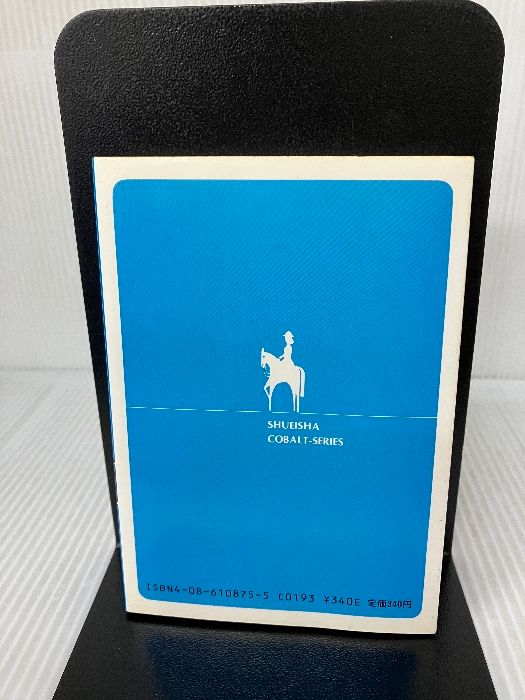 SHUEISHA
COBALT-SERIES
ISBN4-08-610875-5 C0193 ¥340E 定価340円